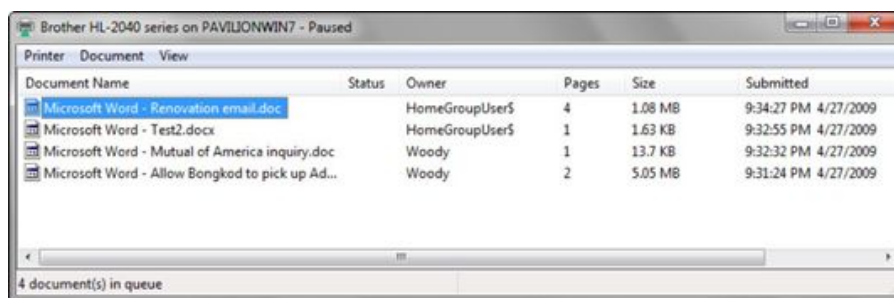 Brother HL-2040 series on PAVILIONWIN7 - Paused
Printer Document View
Document Name Status Owner Pages Size Submitted
Microsoft Word - Renovation email.doc HomeGroupUser$ 4 1.08 MB 9:34:27 PM 4/27/2009
Microsoft Word - Test2.docx HomeGroupUser$ 1 1.63 KB 9:32:55 PM 4/27/2009
Microsoft Word - Mutual of America inquiry.doc Woody 1 13.7 KB 9:32:32 PM 4/27/2009
Microsoft Word - Allow Bongkod to pick up Ad... Woody 2 5.05 MB 9:31:24 PM 4/27/2009
4 document(s) in queue